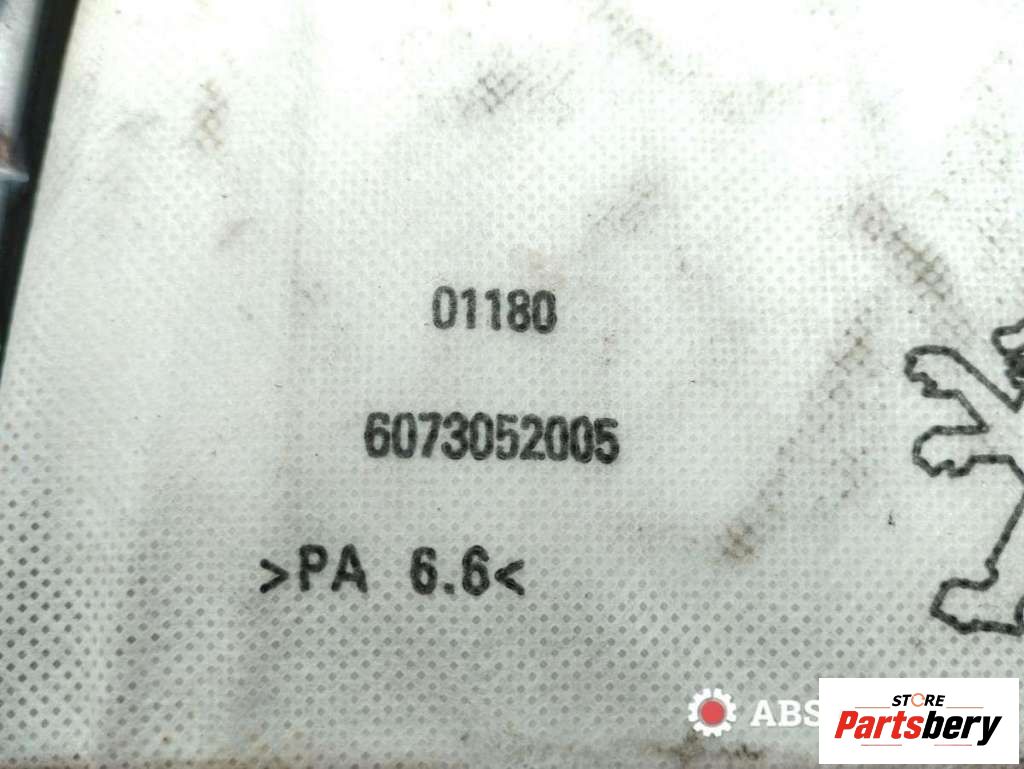 01180
6073052005
>PA 6.6<
ABS
STORE
Partsbery